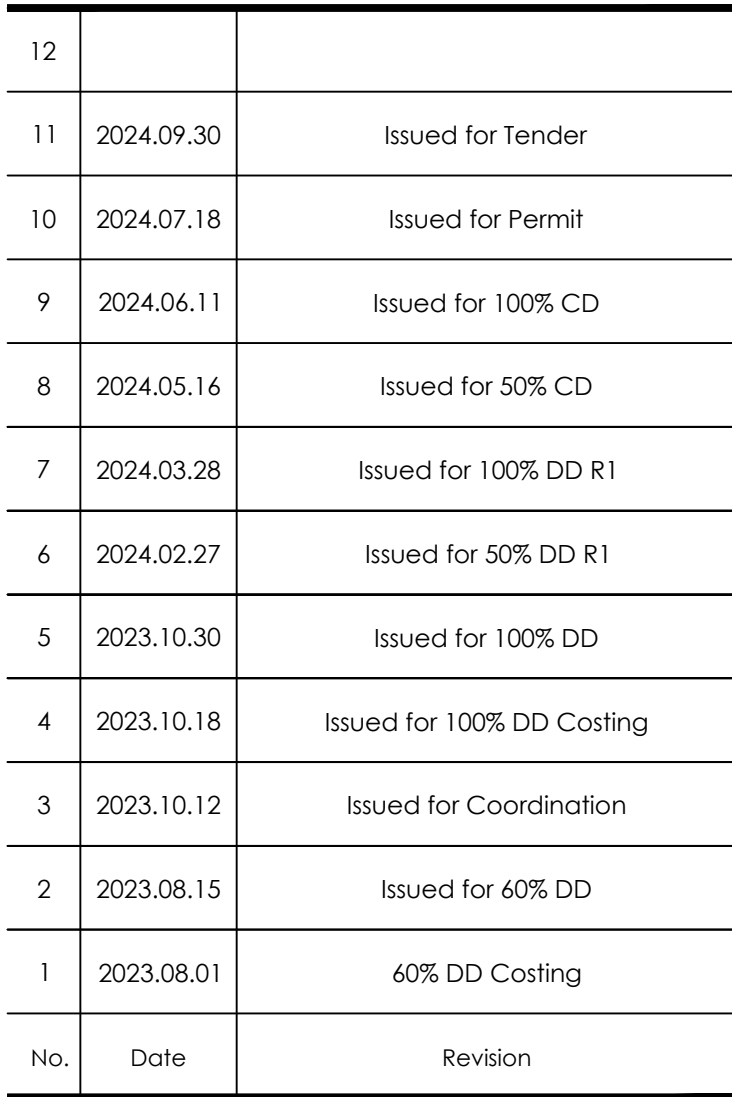 12
11 2024.09.30 Issued for Tender
10 2024.07.18 Issued for Permit
9 2024.06.11 Issued for 100% CD
8 2024.05.16 Issued for 50% CD
7 2024.03.28 Issued for 100% DD R1
6 2024.02.27 Issued for 50% DD R1
5 2023.10.30 Issued for 100% DD
4 2023.10.18 Issued for 100% DD Costing
3 2023.10.12 Issued for Coordination
2 2023.08.15 Issued for 60% DD
1 2023.08.01 60% DD Costing
No. Date Revision